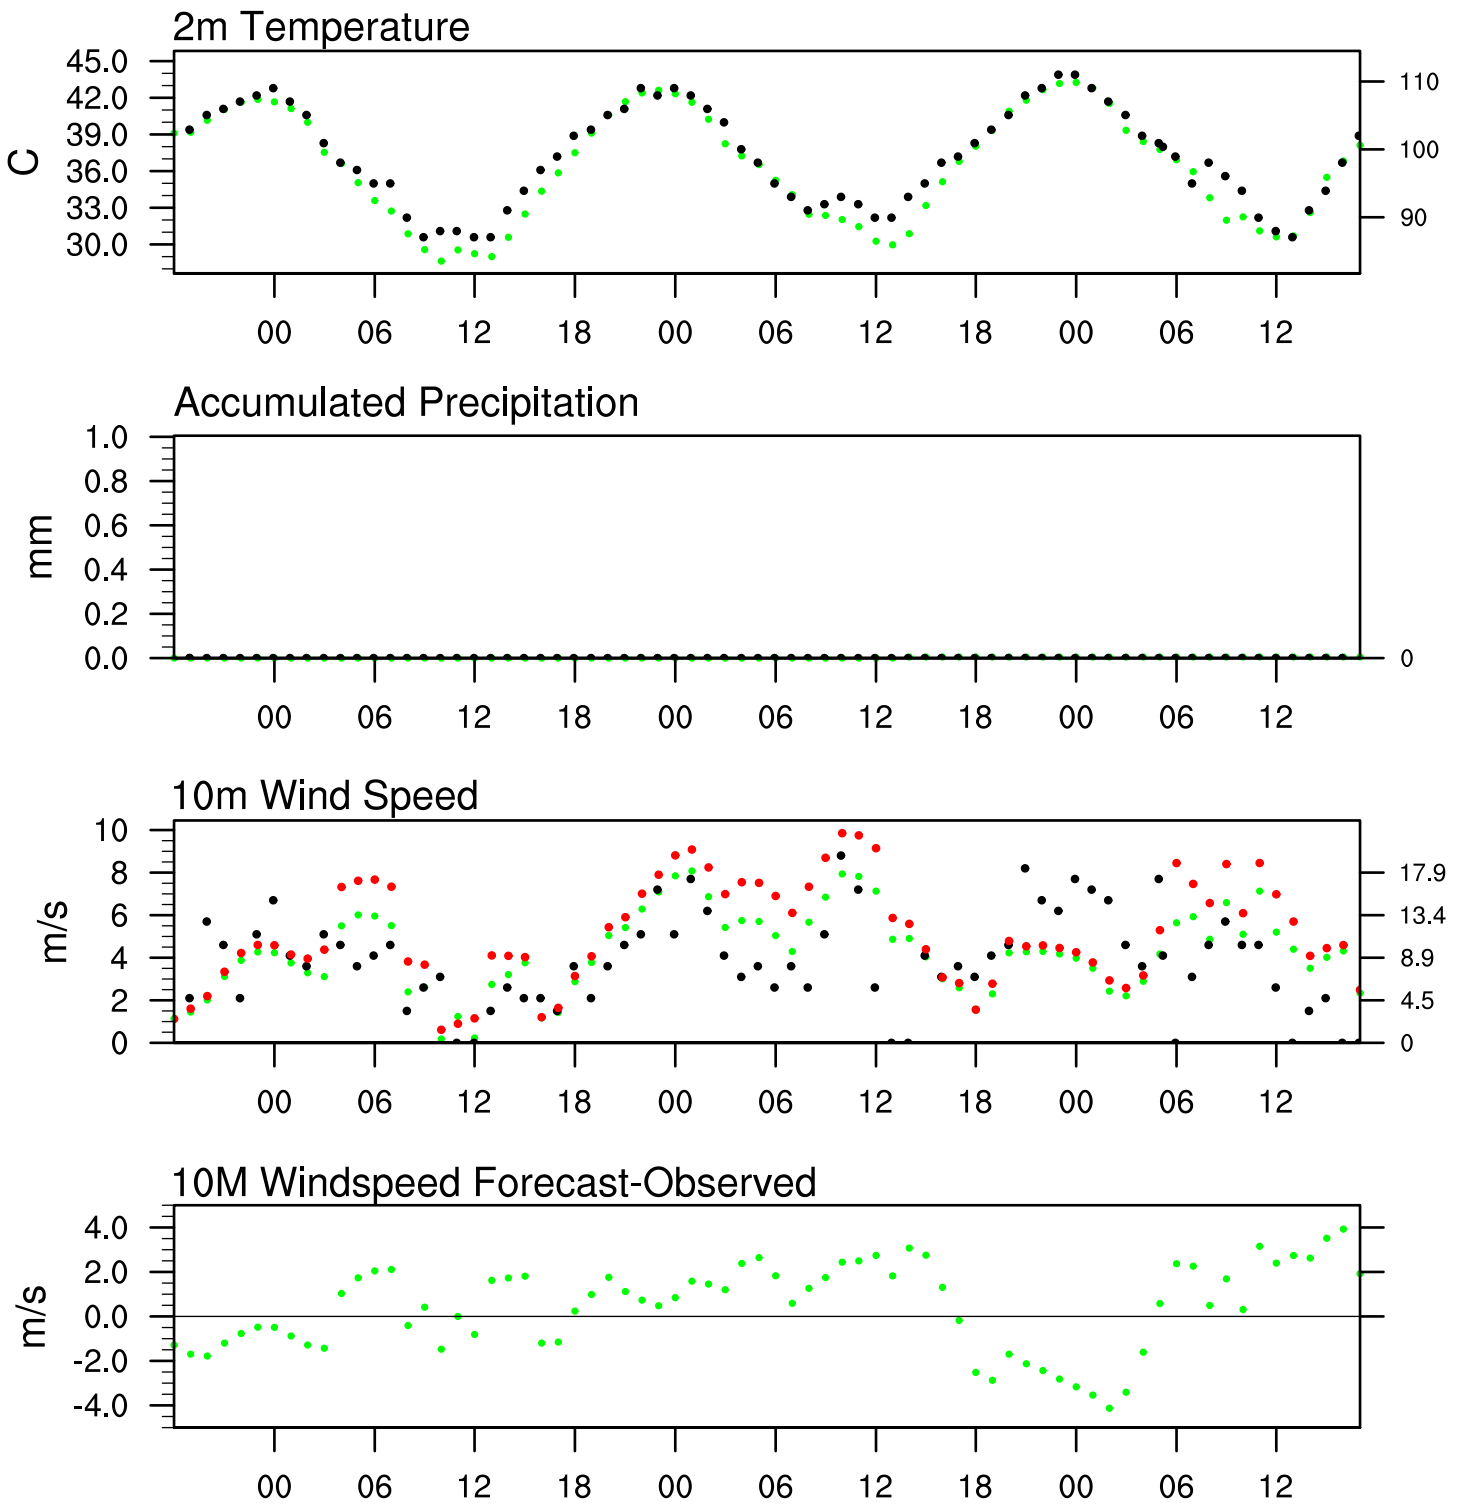 2m Temperature
45.0
42.0
39.0
36.0
33.0
30.0
C
110
100
90
00 06 12 18 00 06 12 18 00 06 12
Accumulated Precipitation
1.0
0.8
0.6
0.4
0.2
0.0
mm
0
00 06 12 18 00 06 12 18 00 06 12
10m Wind Speed
10
8
6
4
2
0
m/s
17.9
13.4
8.9
4.5
0
00 06 12 18 00 06 12 18 00 06 12
10M Windspeed Forecast-Observed
4.0
2.0
0.0
-2.0
-4.0
m/s
00 06 12 18 00 06 12 18 00 06 12